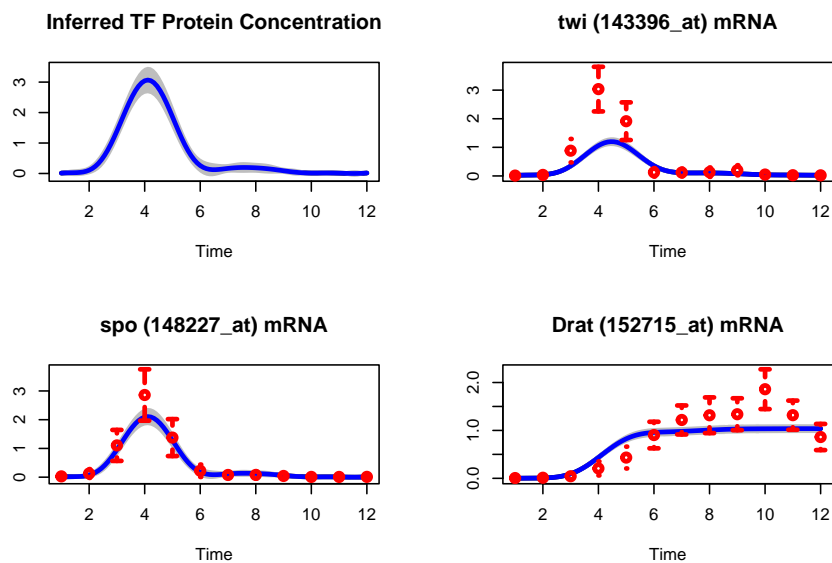 Inferred TF Protein Concentration
3
2
1
0
2 4 6 8 10 12
Time
twi (143396_at) mRNA
3
2
1
0
2 4 6 8 10 12
Time
spo (148227_at) mRNA
3
2
1
0
2 4 6 8 10 12
Time
Drat (152715_at) mRNA
2.0
1.0
0.0
2 4 6 8 10 12
Time